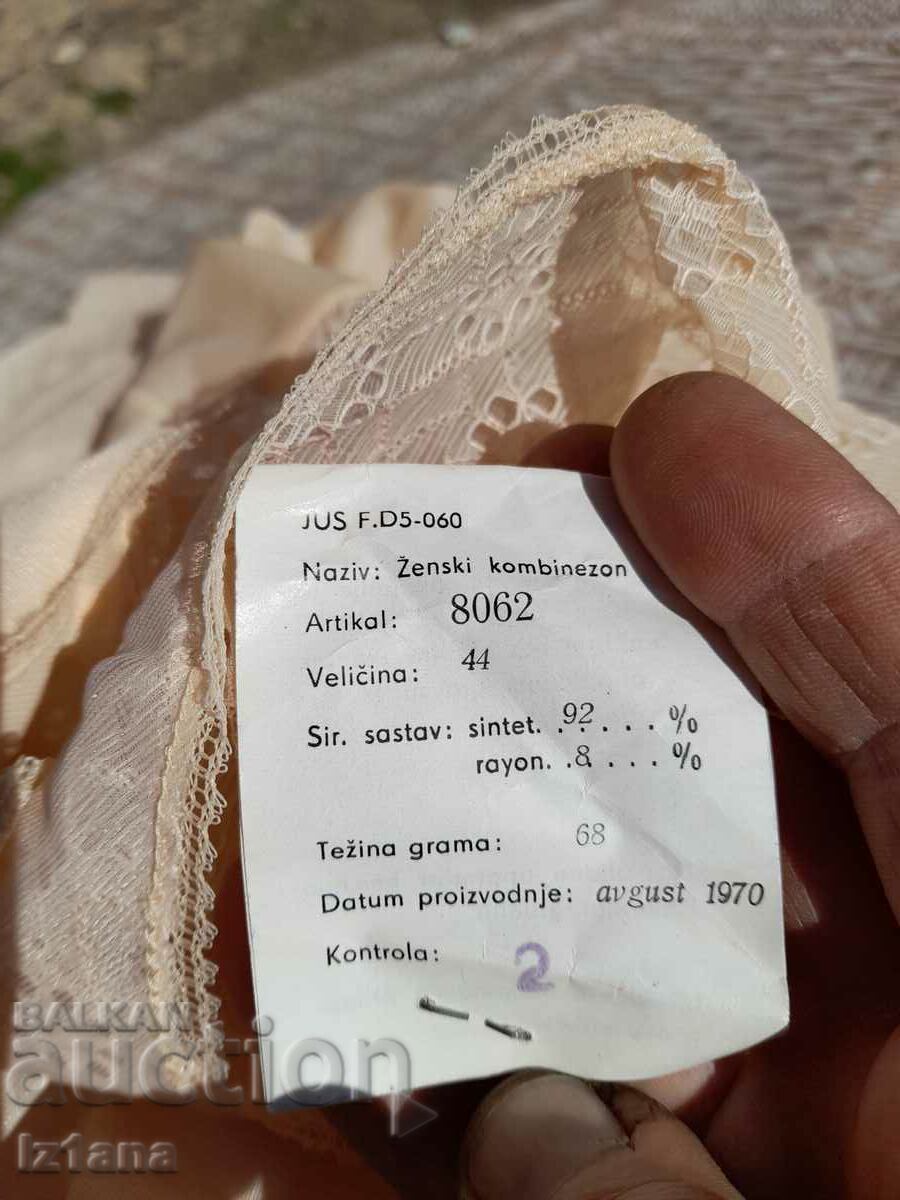 JUS F.D5-060
Naziv: Ženski kombinezon
Artikal: 8062
Veličina: 44
Sir. sastav: sintet. 92 . . . . . %
rayon. . 8 . . . . %
Težina grama: 68
Datum proizvodnje: avgust 1970
Kontrola: 2
BALKAN
auction
Iz1ana